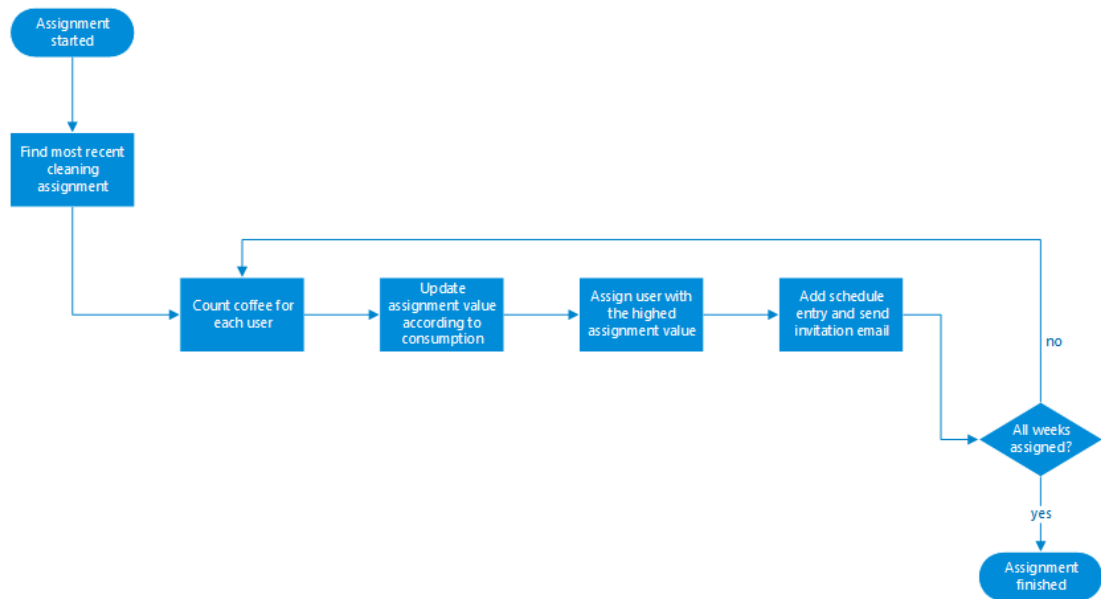 Assignment
started
Find most recent
cleaning
assignment
Count coffee for
each user
Update
assignment value
according to
consumption
Assign user with
the highed
assignment value
Add schedule
entry and send
invitation email
no
All weeks
assigned?
yes
Assignment
finished